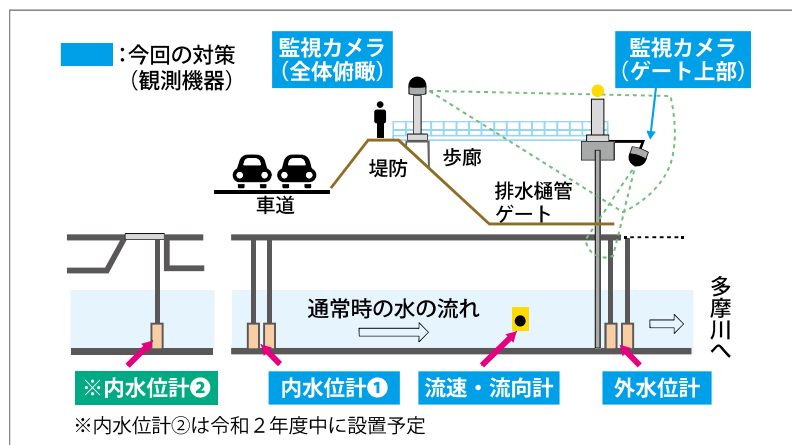 :今回の対策
(観測機器)
監視カメラ
(全体俯瞰)
監視カメラ
(ゲート上部)
堤防
歩廊
車道
排水樋管
ゲート
通常時の水の流れ
多摩川へ
※内水位計❷
内水位計❶
流速・流向計
外水位計
※内水位計②は令和2年度中に設置予定